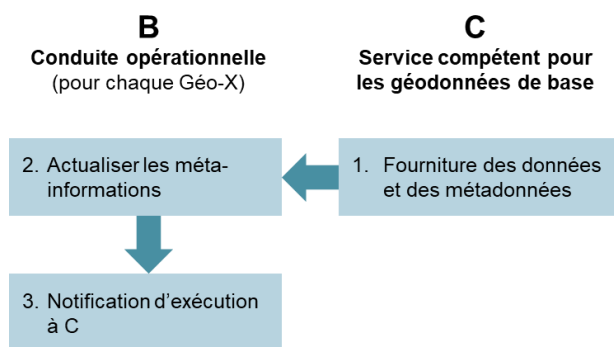 B
Conduite opérationnelle
(pour chaque Géo-X)
C
Service compétent pour
les géodonnées de base
2. Actualiser les méta-
informations
1. Fourniture des données
et des métadonnées
3. Notification d'exécution
à C